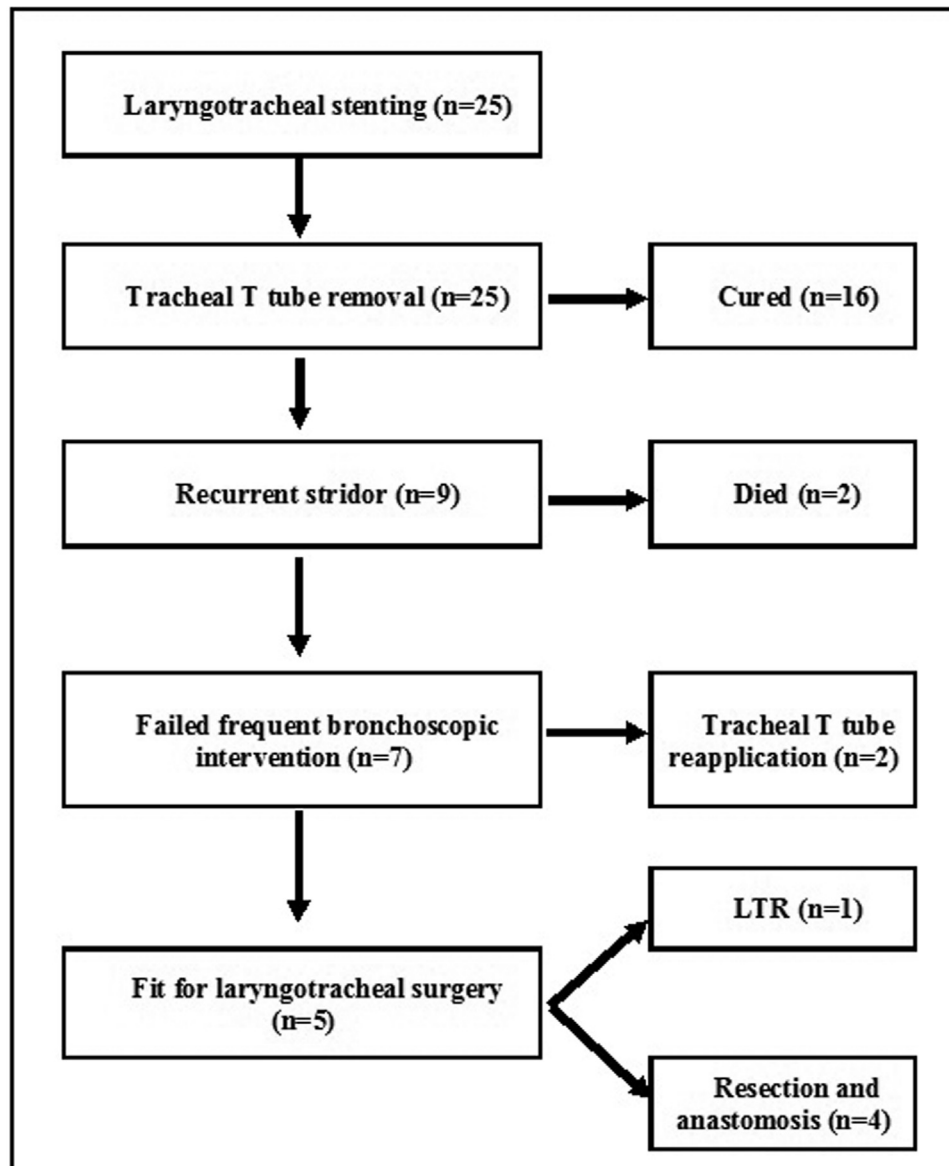 Laryngotracheal stenting (n=25)
Tracheal T tube removal (n=25)
Cured (n=16)
Recurrent stridor (n=9)
Died (n=2)
Failed frequent bronchoscopic
intervention (n=7)
Tracheal T tube
reapplication (n=2)
LTR (n=1)
Fit for laryngotracheal surgery
(n=5)
Resection and
anastomosis (n=4)